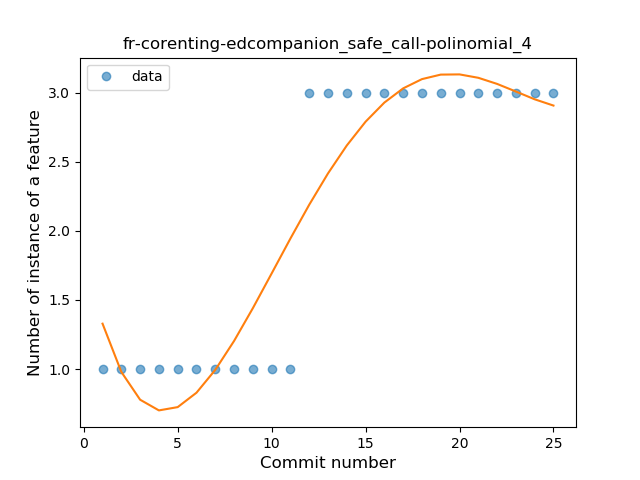 fr-corenting-edcompanion_safe_call-polinomial_4
data
Number of instance of a feature
3.0
2.5
2.0
1.5
1.0
0
5
10
15
20
25
Commit number